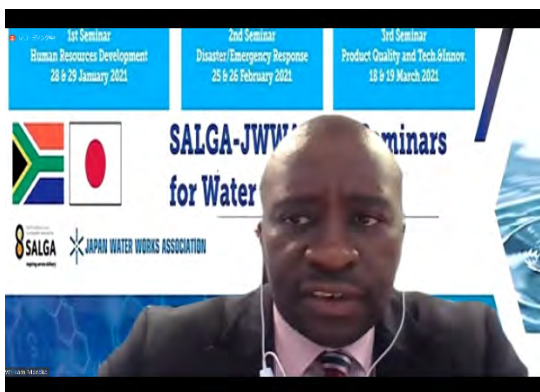 1st Seminar
Human Resources Development
28 & 29 January 2021
2nd Seminar
Disaster/Emergency Response
25 & 26 February 2021
3rd Seminar
Product Quality and Tech.&Innov.
18 & 19 March 2021
SALGA-JWWA Seminars
for Water
SALGA
JAPAN WATER WORKS ASSOCIATION